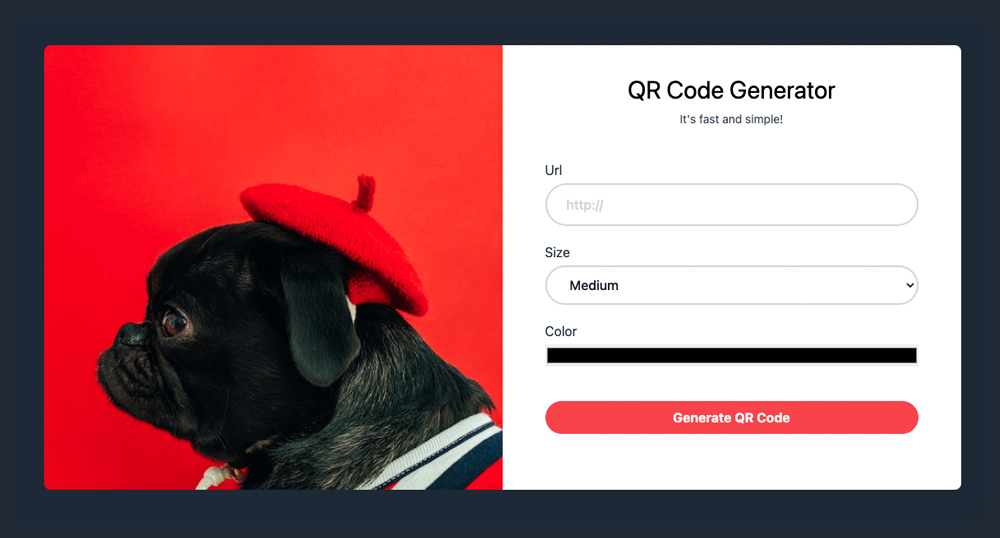 QR Code Generator
It's fast and simple!
Url
http://
Size
Medium
Color
Generate QR Code